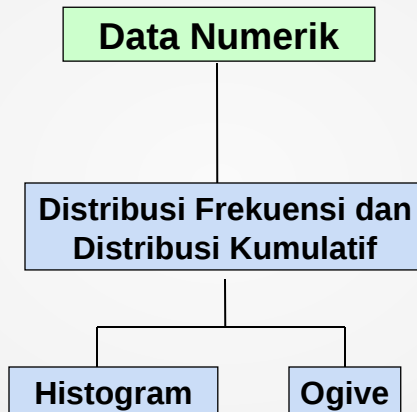 Data Numerik
Distribusi Frekuensi dan
Distribusi Kumulatif
Histogram
Ogive